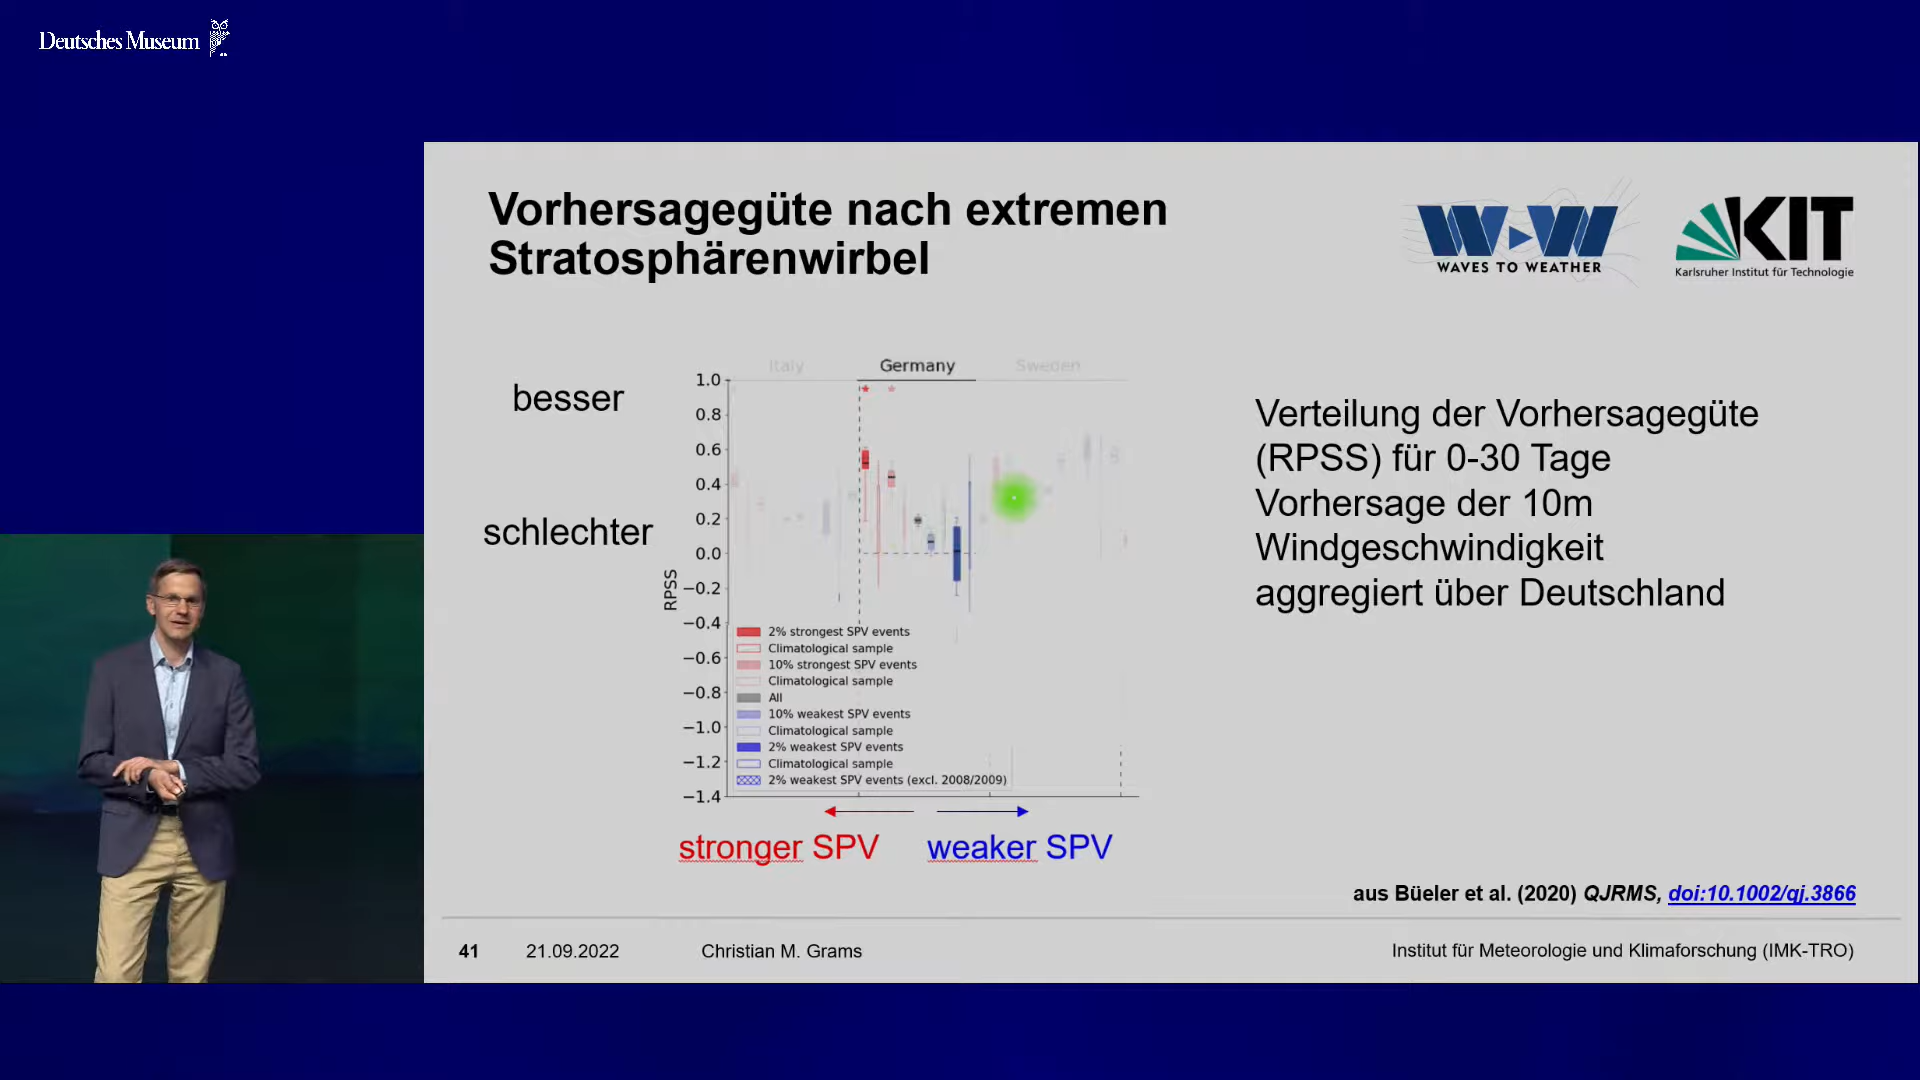 Deutsches Museum
Vorhersagegüte nach extremen
Stratosphärenwirbel
WAVES TO WEATHER
KIT
Karlsruher Institut für Technologie
besser
schlechter
Italy
Germany
Sweden
1.0
0.8
0.6
0.4
0.2
0.0
−0.2
−0.4
−0.6
−0.8
−1.0
−1.2
−1.4
RPSS
2% strongest SPV events
Climatological sample
10% strongest SPV events
Climatological sample
All
10% weakest SPV events
Climatological sample
2% weakest SPV events
Climatological sample
2% weakest SPV events (excl. 2008/2009)
stronger SPV
weaker SPV
Verteilung der Vorhersagegüte
(RPSS) für 0-30 Tage
Vorhersage der 10m
Windgeschwindigkeit
aggregiert über Deutschland
aus Büeler et al. (2020) QJRMS, doi:10.1002/qj.3866
41
21.09.2022
Christian M. Grams
Institut für Meteorologie und Klimaforschung (IMK-TRO)